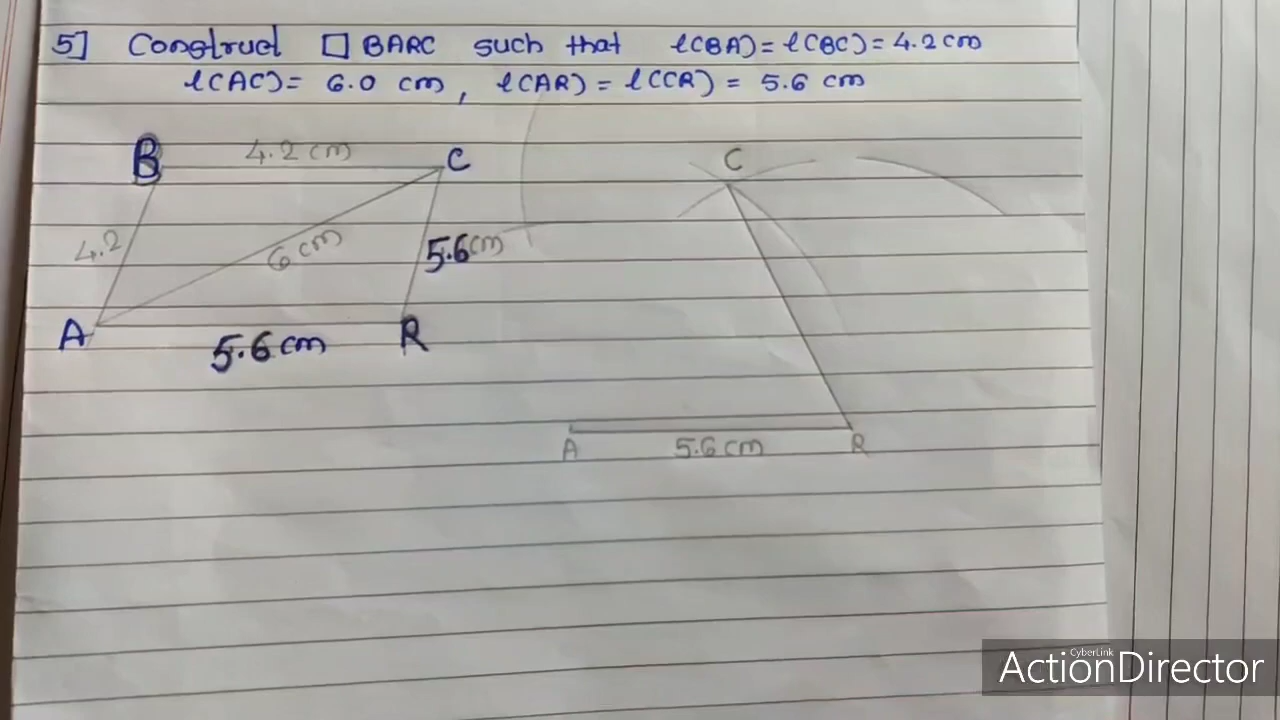 5] Construct □ BARC such that l(BA) = l(BC) = 4.2 cm
l(AC) = 6.0 cm, l(AR) = l(CR) = 5.6 cm
B 4.2 cm C
4.2 6 cm 5.6 cm
A 5.6 cm R
C
A 5.6 cm R
CyberLink
ActionDirector